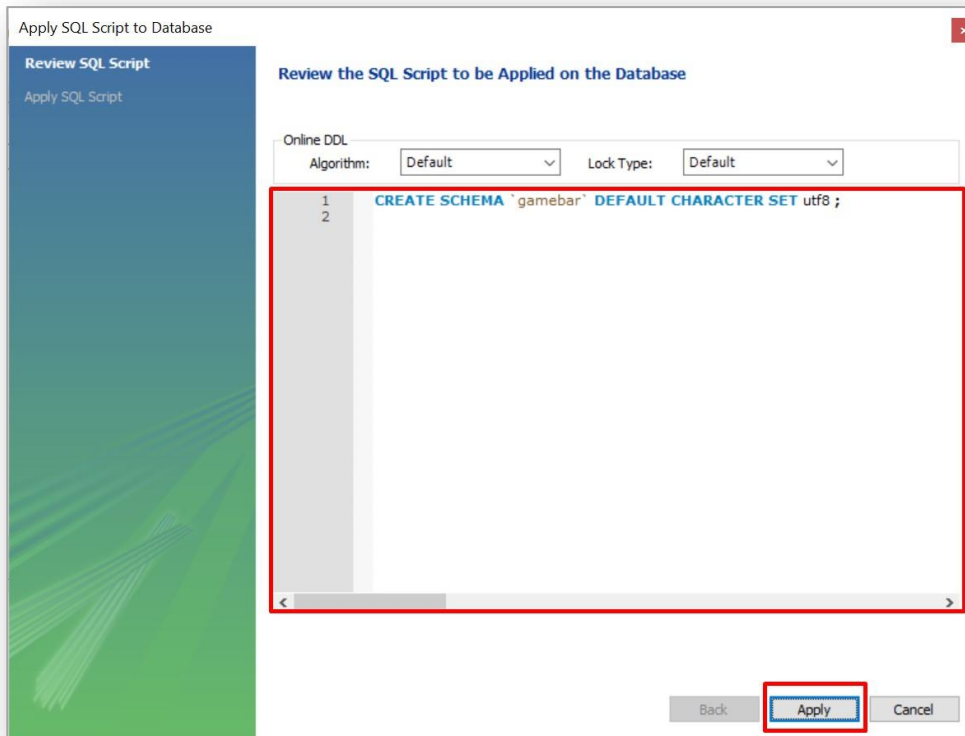 Apply SQL Script to Database
Review SQL Script
Apply SQL Script
Review the SQL Script to be Applied on the Database
Online DDL
Algorithm: Default Lock Type: Default
1 CREATE SCHEMA `gamebar` DEFAULT CHARACTER SET utf8 ;
2
Back Apply Cancel